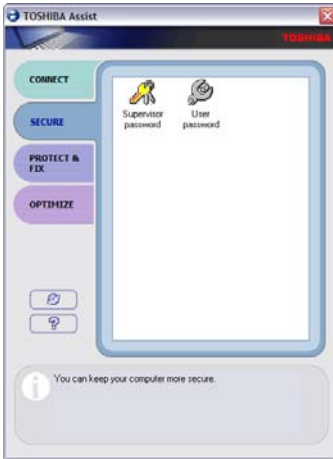 TOSHIBA Assist
TOSHIBA
CONNECT
SECURE
PROTECT &
FIX
OPTIMIZE
Supervisor
password
User
password
?
You can keep your computer more secure.